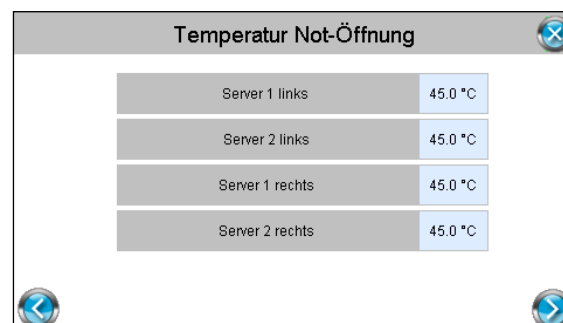 Temperatur Not-Öffnung
Server 1 links 45.0 °C
Server 2 links 45.0 °C
Server 1 rechts 45.0 °C
Server 2 rechts 45.0 °C